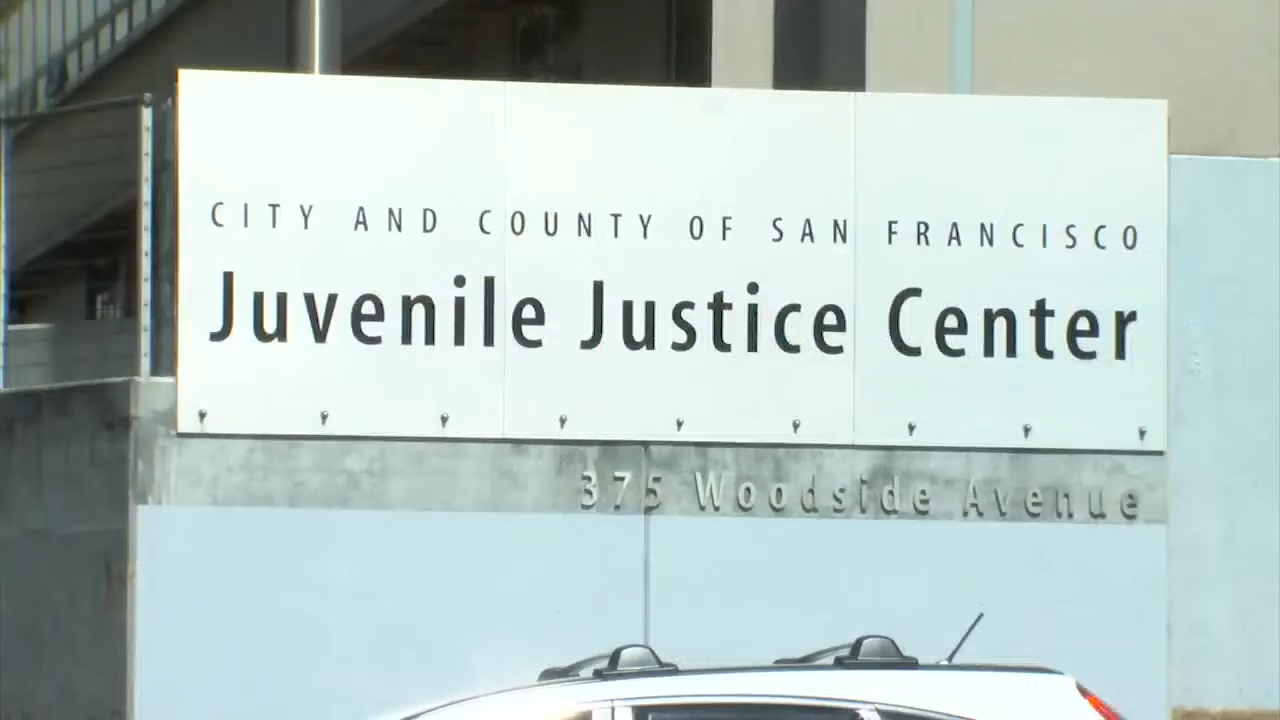 CITY AND COUNTY OF SAN FRANCISCO
Juvenile Justice Center
375 Woodside Avenue